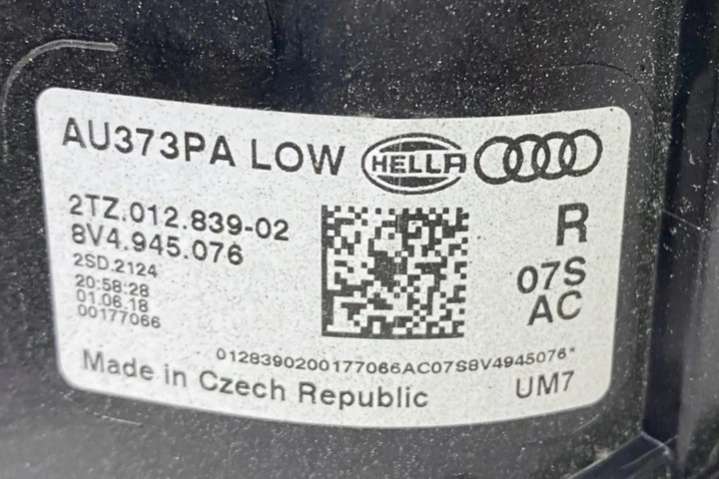 AU373PA LOW HELLA
2TZ.012.839-02
8V4.945.076
2SD.2124
20:58:28
01.06.18
00177066
R
07S
AC
0128390200177066AC07S8V4945076*
Made in Czech Republic
UM7